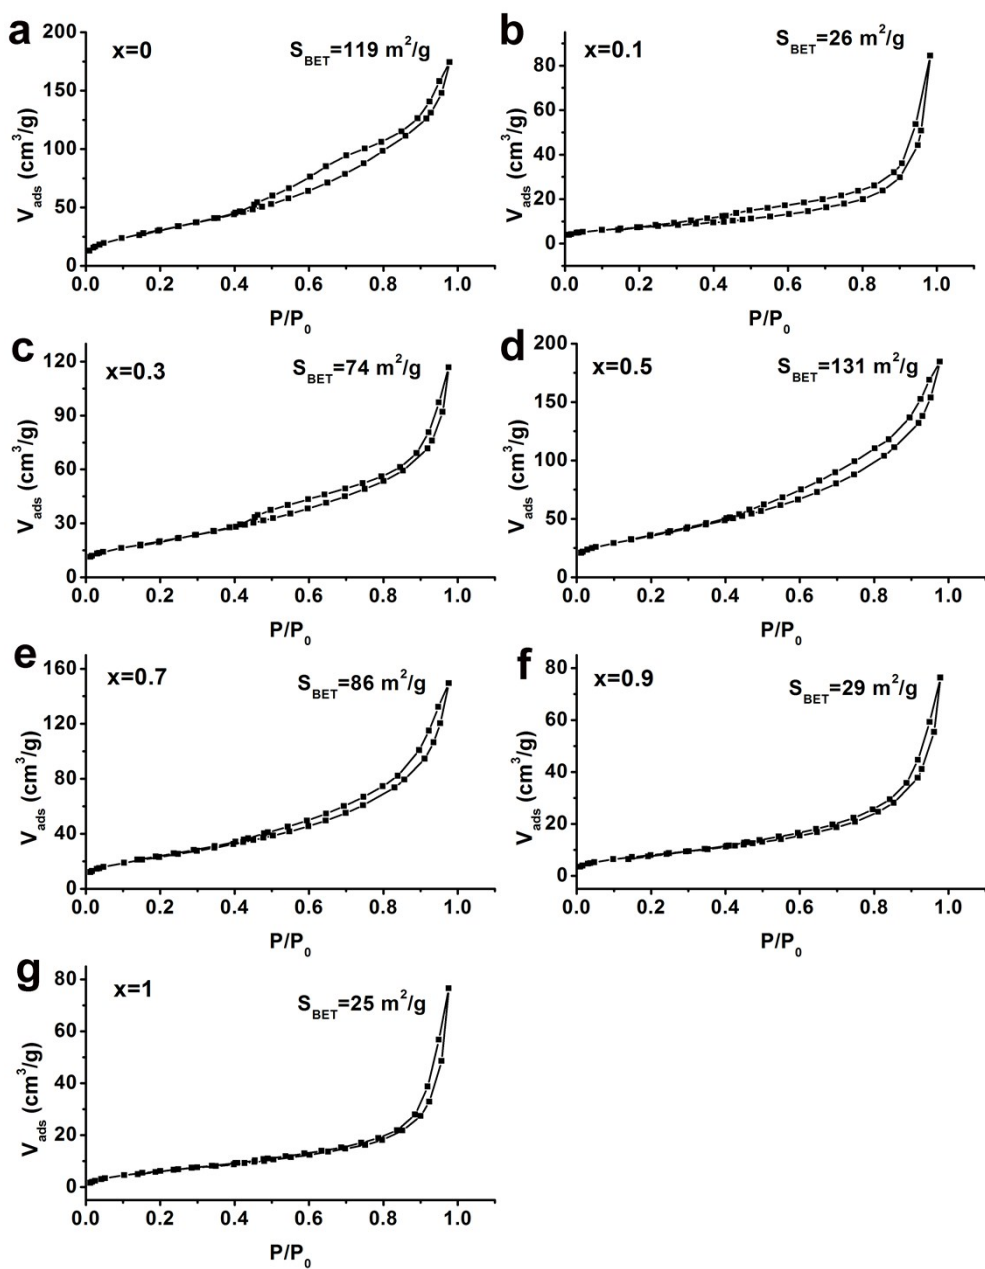 a
x=0
S_BET=119 m²/g
V_ads (cm³/g)
200
150
100
50
0
0.0 0.2 0.4 0.6 0.8 1.0
P/P₀
b
x=0.1
S_BET=26 m²/g
V_ads (cm³/g)
80
60
40
20
0
0.0 0.2 0.4 0.6 0.8 1.0
P/P₀
c
x=0.3
S_BET=74 m²/g
V_ads (cm³/g)
120
90
60
30
0
0.0 0.2 0.4 0.6 0.8 1.0
P/P₀
d
x=0.5
S_BET=131 m²/g
V_ads (cm³/g)
200
150
100
50
0
0.0 0.2 0.4 0.6 0.8 1.0
P/P₀
e
x=0.7
S_BET=86 m²/g
V_ads (cm³/g)
160
120
80
40
0
0.0 0.2 0.4 0.6 0.8 1.0
P/P₀
f
x=0.9
S_BET=29 m²/g
V_ads (cm³/g)
80
60
40
20
0
0.0 0.2 0.4 0.6 0.8 1.0
P/P₀
g
x=1
S_BET=25 m²/g
V_ads (cm³/g)
80
60
40
20
0
0.0 0.2 0.4 0.6 0.8 1.0
P/P₀